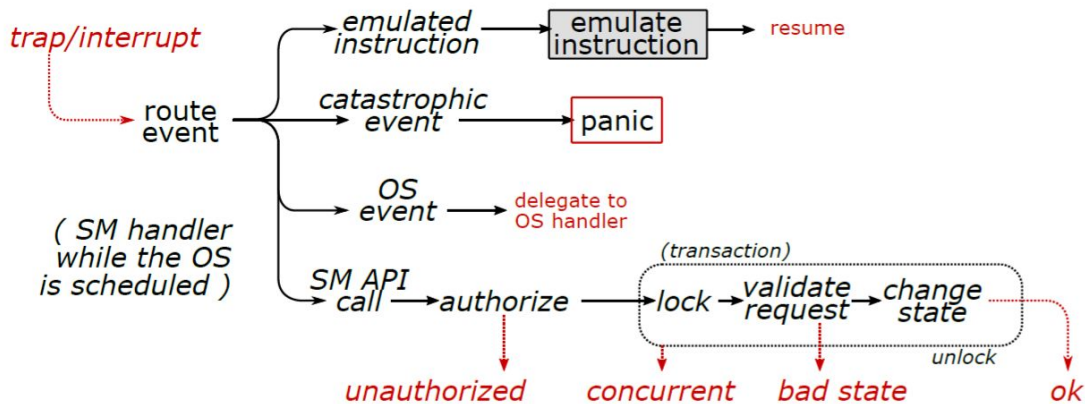 trap/interrupt
route
event
emulated
instruction
emulate
instruction
resume
catastrophic
event
panic
OS
event
delegate to
OS handler
( SM handler
while the OS
is scheduled )
SM API
call
authorize
(transaction)
lock
validate
request
change
state
unlock
unauthorized
concurrent
bad state
ok